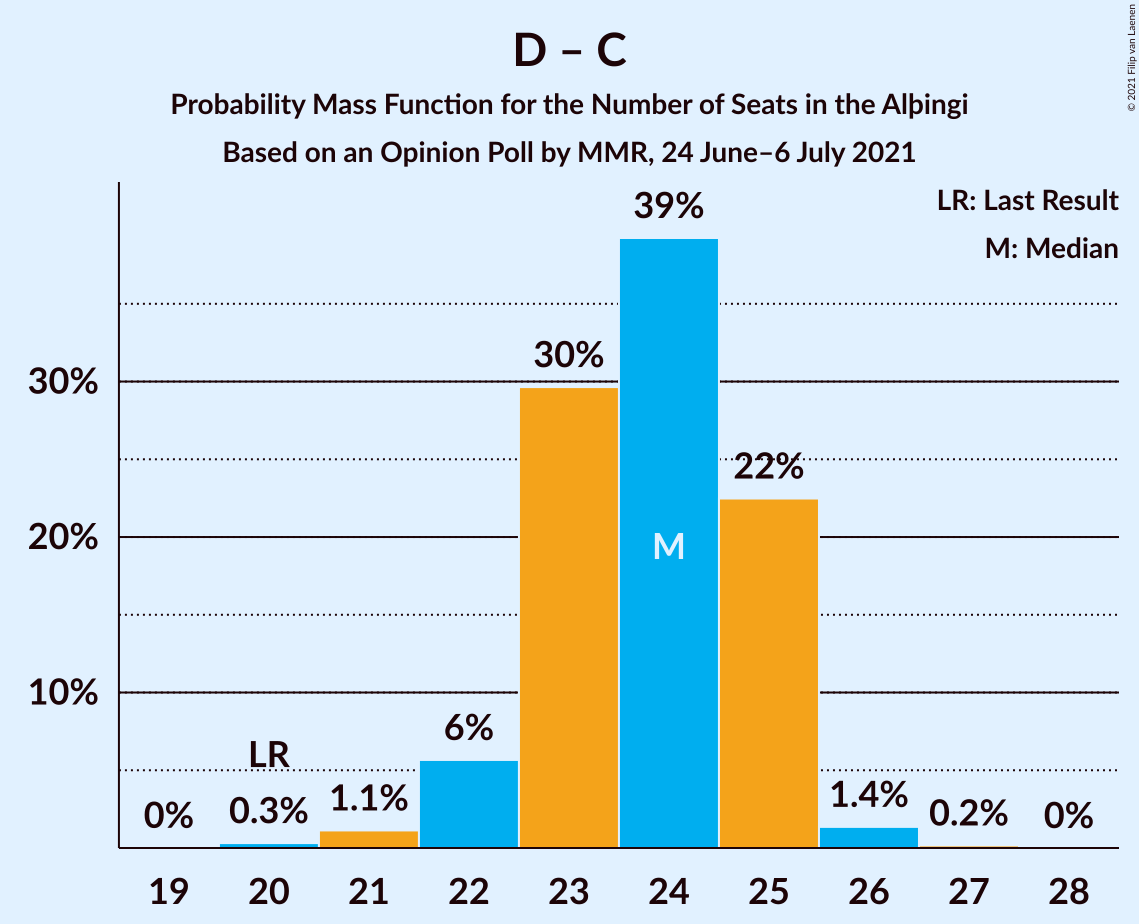 D – C
Probability Mass Function for the Number of Seats in the Alþingi
Based on an Opinion Poll by MMR, 24 June–6 July 2021
© 2021 Filip van Laenen
LR: Last Result
M: Median
39%
30%
30%
22%
20%
M
10%
6%
LR
0%
0.3%
1.1%
1.4%
0.2%
0%
19 20 21 22 23 24 25 26 27 28